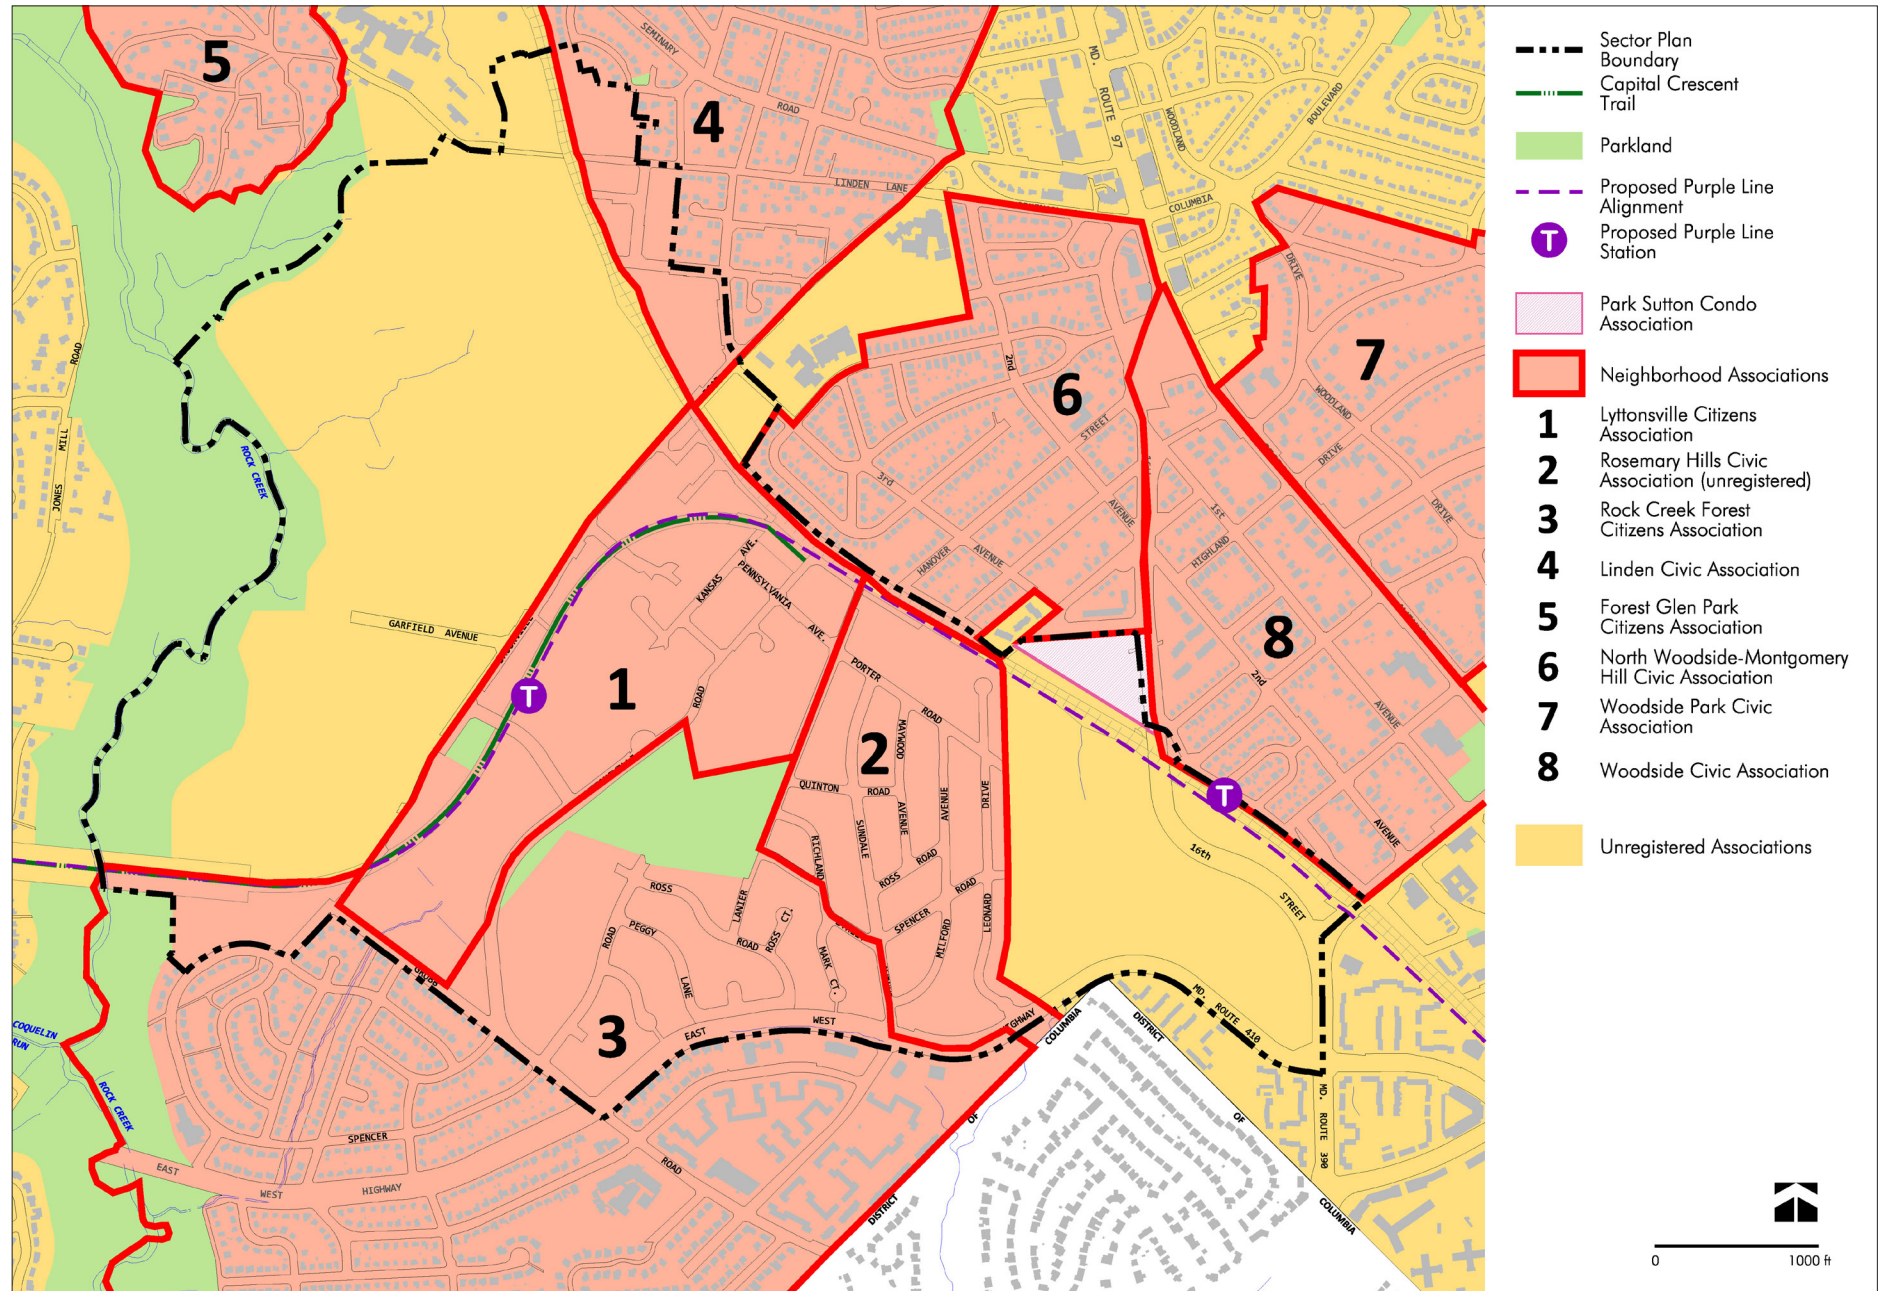 5
4
SEMINARY
ROAD
LINDEN LANE
MD.
ROUTE 97
WOODLAND
BOULEVARD
COLUMBIA
DRIVE
7
WOODLAND
DRIVE
DRIVE
6
2nd
STREET
3rd
AVENUE
1st
HIGHLAND
HANOVER
AVENUE
8
2nd
AVENUE
AVENUE
ROAD
MILL
JONES
ROCK CREEK
GARFIELD AVENUE
AVE.
KANSAS
PENNSYLVANIA
AVE.
T
1
ROAD
PORTER
ROAD
MAYWOOD
AVENUE
2
QUINTON
ROAD
SUNDALE
RICHLAND
AVENUE
DRIVE
LEONARD
ROSS
ROAD
SPENCER
ROAD
MILFORD
T
16th
STREET
ROSS
LANIER
ROAD
ROSS CT.
PEGGY
LANE
ROAD
MARK CT.
3
EAST
WEST
HIGHWAY
COLUMBIA
DISTRICT
MD. ROUTE 410
OF
COLUMBIA
MD. ROUTE 390
OF
DISTRICT
COQUELIN
RUN
ROCK CREEK
SPENCER
EAST
WEST
HIGHWAY
ROAD
Sector Plan
Boundary
Capital Crescent
Trail
Parkland
Proposed Purple Line
Alignment
T
Proposed Purple Line
Station
Park Sutton Condo
Association
Neighborhood Associations
1 Lyttonsville Citizens
Association
2 Rosemary Hills Civic
Association (unregistered)
3 Rock Creek Forest
Citizens Association
4 Linden Civic Association
5 Forest Glen Park
Citizens Association
6 North Woodside-Montgomery
Hill Civic Association
7 Woodside Park Civic
Association
8 Woodside Civic Association
Unregistered Associations
0 1000 ft